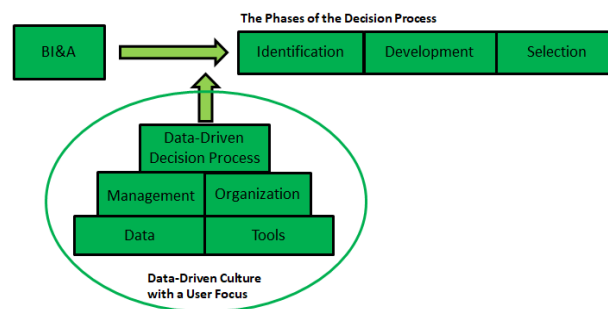 The Phases of the Decision Process
BI&A
Identification
Development
Selection
Data-Driven
Decision Process
Management
Organization
Data
Tools
Data-Driven Culture
with a User Focus